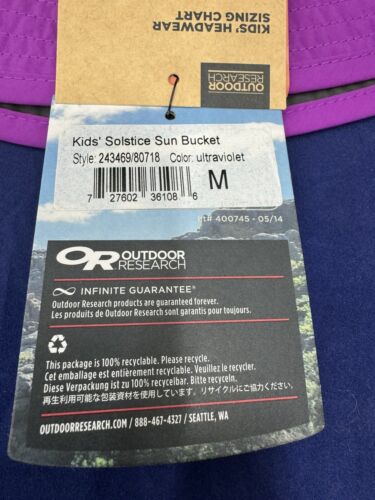 KIDS' HEADWEAR
SIZING CHART
OUTDOOR
RESEARCH
Kids' Solstice Sun Bucket
Style: 243469/80718 Color: ultraviolet
7 27602 36108 6
M
400745 - 05/14
OR OUTDOOR
RESEARCH
INFINITE GUARANTEE®
Outdoor Research products are guaranteed forever.
Les produits de Outdoor Research sont garantis pour toujours.
This package is 100% recyclable. Please recycle.
Cet emballage est entièrement recyclable. Veuillez le recycler.
Diese Verpackung ist zu 100% recycelbar. Bitte recyceln.
再生利用可能な包装資材を使用しています。リサイクルにご協力ください。
OUTDOORRESEARCH.COM / 888-467-4327 / SEATTLE, WA